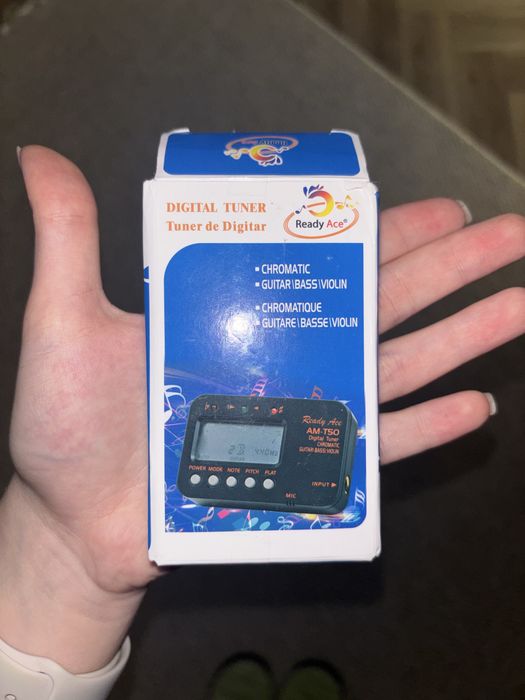 DIGITAL TUNER
Tuner de Digitar
Ready Ace®
▪ CHROMATIC
▪ GUITAR\BASS\VIOLIN
▪ CHROMATIQUE
▪ GUITARE\BASSE\VIOLIN
Ready Ace
AM-T50
Digital Tuner
CHROMATIC
GUITAR/BASS/VIOLIN
POWER MODE NOTE PITCH FLAT
INPUT ▶
MIC